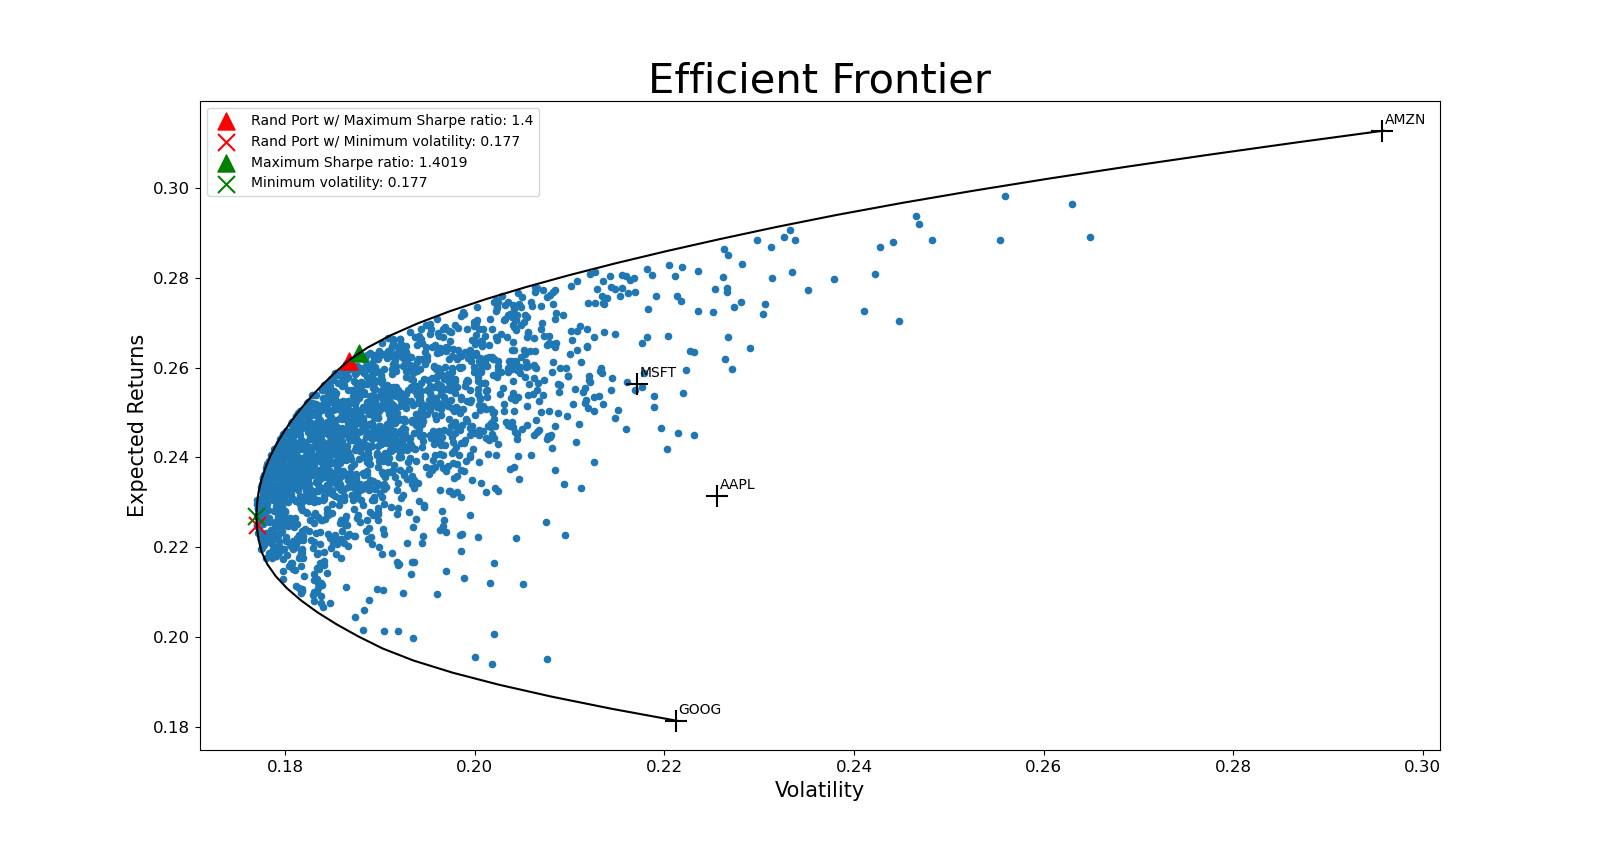 Efficient Frontier
Rand Port w/ Maximum Sharpe ratio: 1.4
Rand Port w/ Minimum volatility: 0.177
Maximum Sharpe ratio: 1.4019
Minimum volatility: 0.177
AMZN
MSFT
AAPL
GOOG
Expected Returns
0.30
0.28
0.26
0.24
0.22
0.20
0.18
0.18 0.20 0.22 0.24 0.26 0.28 0.30
Volatility